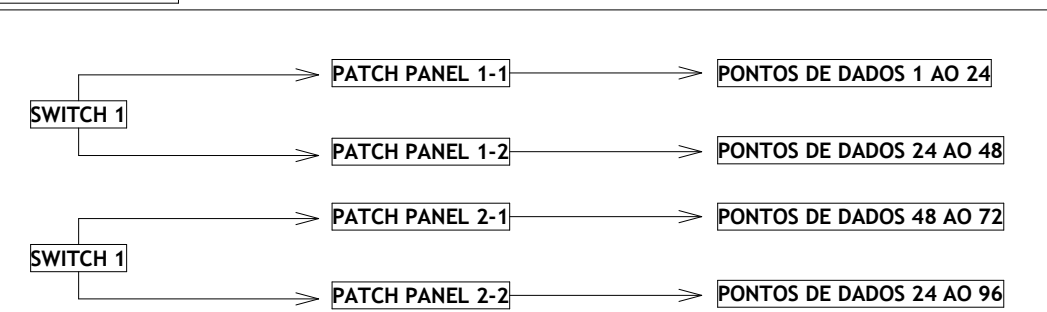 PATCH PANEL 1-1 PONTOS DE DADOS 1 AO 24
SWITCH 1
PATCH PANEL 1-2 PONTOS DE DADOS 24 AO 48
PATCH PANEL 2-1 PONTOS DE DADOS 48 AO 72
SWITCH 1
PATCH PANEL 2-2 PONTOS DE DADOS 24 AO 96